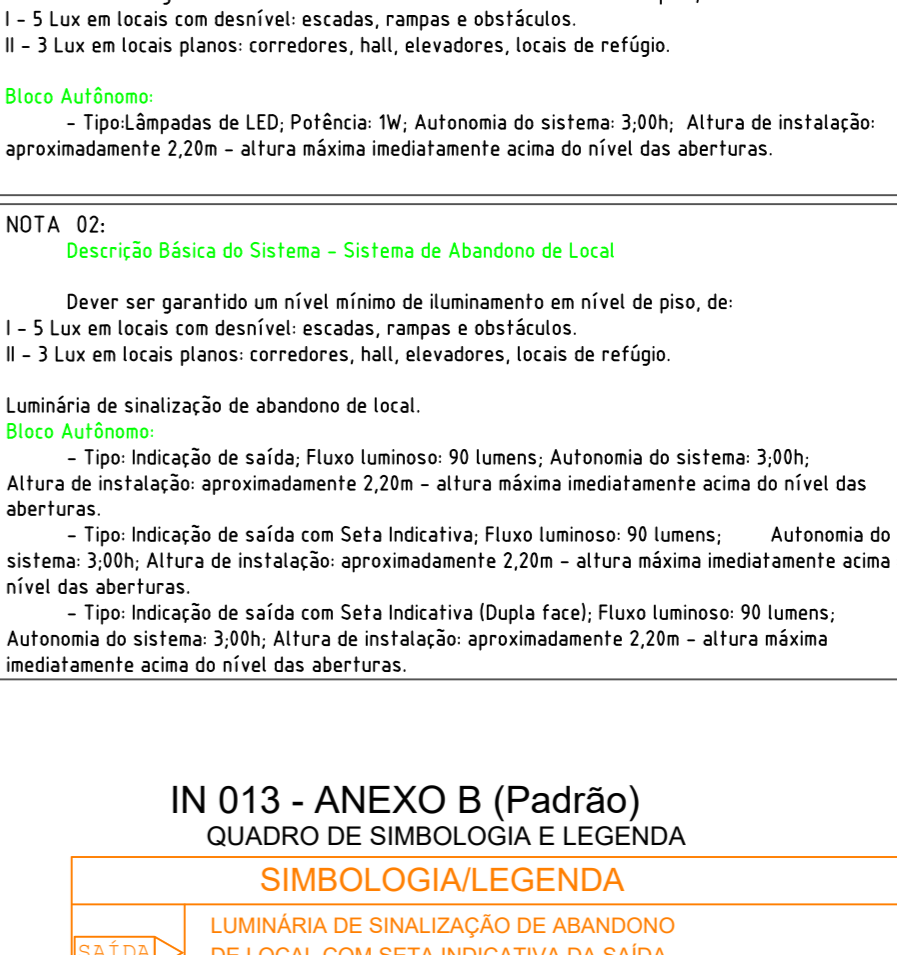 I - 5 Lux em locais com desnível: escadas, rampas e obstáculos.
II - 3 Lux em locais planos: corredores, hall, elevadores, locais de refúgio.
Bloco Autônomo:
- Tipo:Lâmpadas de LED; Potência: 1W; Autonomia do sistema: 3;00h; Altura de instalação:
aproximadamente 2,20m - altura máxima imediatamente acima do nível das aberturas.
NOTA 02:
Descrição Básica do Sistema - Sistema de Abandono de Local
Dever ser garantido um nível mínimo de iluminamento em nível de piso, de:
I - 5 Lux em locais com desnível: escadas, rampas e obstáculos.
II - 3 Lux em locais planos: corredores, hall, elevadores, locais de refúgio.
Luminária de sinalização de abandono de local.
Bloco Autônomo:
- Tipo: Indicação de saída; Fluxo luminoso: 90 lumens; Autonomia do sistema: 3;00h;
Altura de instalação: aproximadamente 2,20m - altura máxima imediatamente acima do nível das
aberturas.
- Tipo: Indicação de saída com Seta Indicativa; Fluxo luminoso: 90 lumens; Autonomia do
sistema: 3;00h; Altura de instalação: aproximadamente 2,20m - altura máxima imediatamente acima
nível das aberturas.
- Tipo: Indicação de saída com Seta Indicativa (Dupla face); Fluxo luminoso: 90 lumens;
Autonomia do sistema: 3;00h; Altura de instalação: aproximadamente 2,20m - altura máxima
imediatamente acima do nível das aberturas.
IN 013 - ANEXO B (Padrão)
QUADRO DE SIMBOLOGIA E LEGENDA
SIMBOLOGIA/LEGENDA
LUMINÁRIA DE SINALIZAÇÃO DE ABANDONO
SAÍDA
DE LOCAL COM SETA INDICATIVA DA SAÍDA